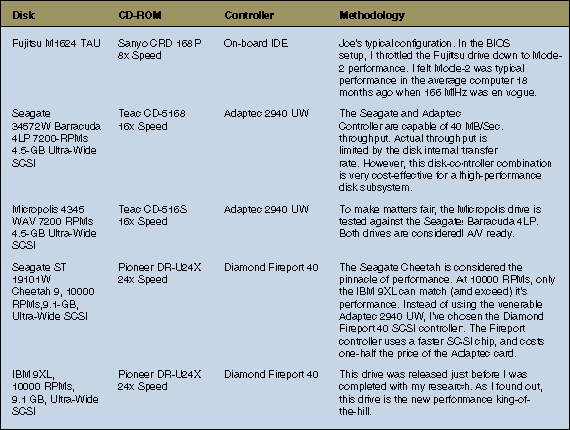 Disk CD-ROM Controller Methodology
Fujitsu M1624 TAU Sanyo CRD 168P On-board IDE Joe's typical configuration. In the BIOS
8x Speed setup, I throttled the Fujitsu drive down to Mode-
2 performance. I felt Mode-2 was typical
performance in the average computer 18
months ago when 166 MHz was en vogue.
Seagate Teac CD-5168 Adaptec 2940 UW The Seagate and Adaptec
34572W Barracuda 16x Speed Controller are capable of 40 MB/Sec.
4LP 7200-RPMs throughput. Actual throughput is
4.5-GB Ultra-Wide limited by the disk internal transfer
SCSI rate. However, this disk-controller combination
is very cost-effective for a high-performance
disk subsystem.
Micropolis 4345 Teac CD-516S Adaptec 2940 UW To make matters fair, the Micropolis drive is
WAV 7200 RPMs 16x Speed tested against the Seagate Barracuda 4LP.
4.5-GB Ultra-Wide Both drives are considered A/V ready.
SCSI
Seagate ST Pioneer DR-U24X Diamond Fireport 40 The Seagate Cheetah is considered the
19101W 24x Speed pinnacle of performance. At 10000 RPMs, only
Cheetah 9, 10000 the IBM 9XL can match (and exceed) it's
RPMs,9.1-GB, performance. Instead of using the venerable
Ultra-Wide SCSI Adaptec 2940 UW, I've chosen the Diamond
Fireport 40 SCSI controller. The Fireport
controller uses a faster SCSI chip, and costs
one-half the price of the Adaptec card.
IBM 9XL, Pioneer DR-U24X Diamond Fireport 40 This drive was released just before I was
10000 RPMs, 24x Speed completed with my research. As I found out,
9.1 GB, Ultra-Wide this drive is the new performance king-of-
SCSI the-hill.